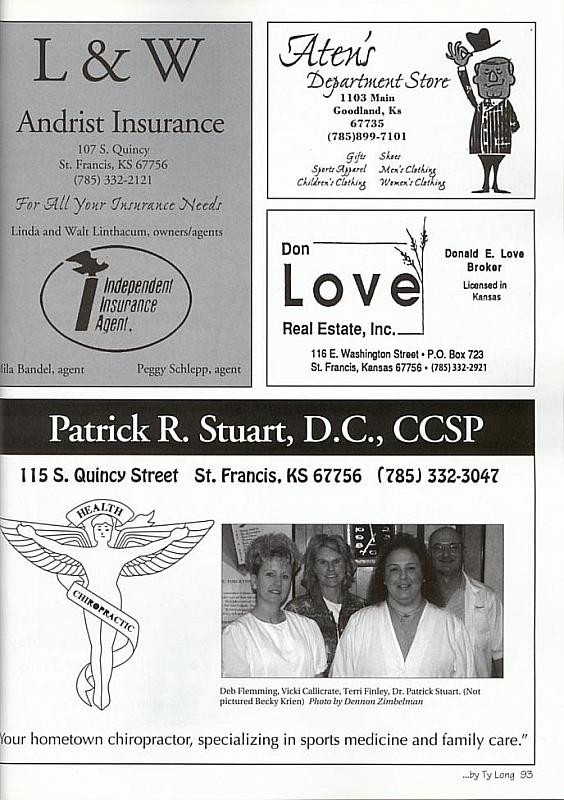 L & W
Andrist Insurance
107 S. Quincy
St. Francis, KS 67756
(785) 332-2121
For All Your Insurance Needs
Linda and Walt Linthacum, owners/agents
Independent
Insurance
Agent.
Bandel, agent
Peggy Schlepp, agent
Aten's
Department Store
1103 Main
Goodland, Ks
67735
(785)899-7101
Gifts Shoes
Sports Apparel Men's Clothing
Children's Clothing Women's Clothing
Don
Love
Real Estate, Inc.
Donald E. Love
Broker
Licensed in
Kansas
116 E. Washington Street • P.O. Box 723
St. Francis, Kansas 67756 • (785) 332-2921
Patrick R. Stuart, D.C., CCSP
115 S. Quincy Street St. Francis, KS 67756 (785) 332-3047
HEALTH
CHIROPRACTIC
Deb Flemming, Vicki Callicrate, Terri Finley, Dr. Patrick Stuart. (Not
pictured Becky Krien) Photo by Dennon Zimbelman
Your hometown chiropractor, specializing in sports medicine and family care."
...by Ty Long 93